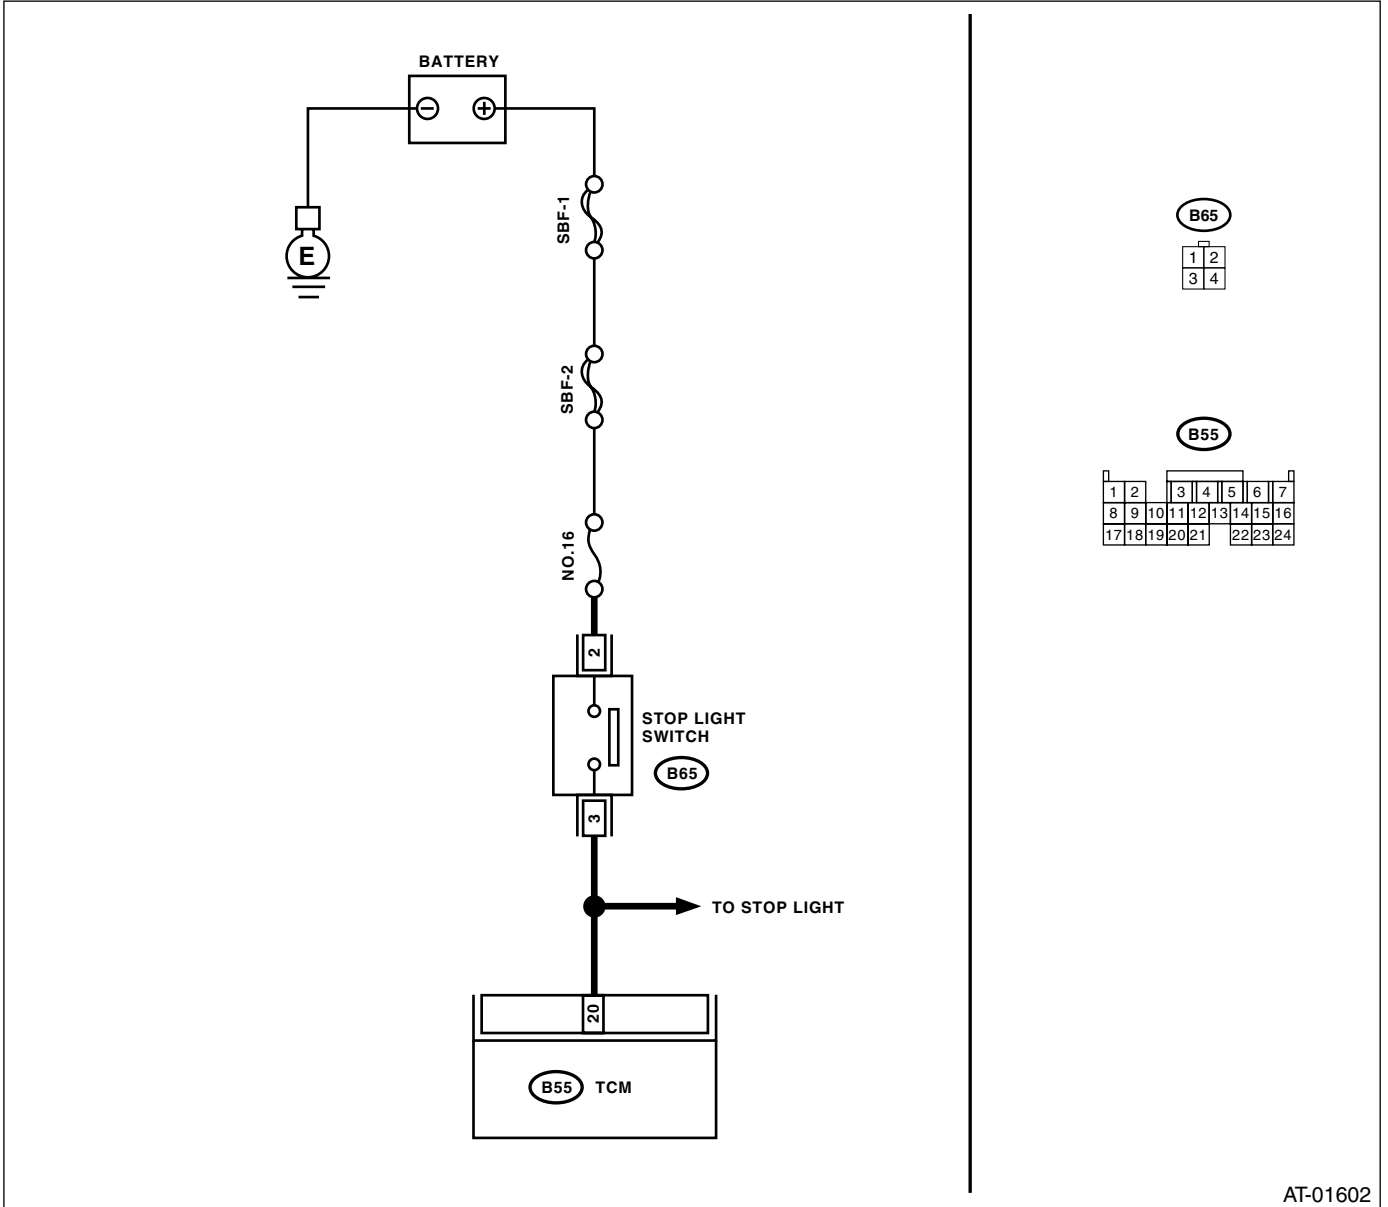 BATTERY
− +
E
SBF-1
SBF-2
NO.16
2
STOP LIGHT
SWITCH
B65
3
TO STOP LIGHT
20
B55 TCM
B65
1 2
3 4
B55
1 2 3 4 5 6 7
8 9 10 11 12 13 14 15 16
17 18 19 20 21 22 23 24
AT-01602